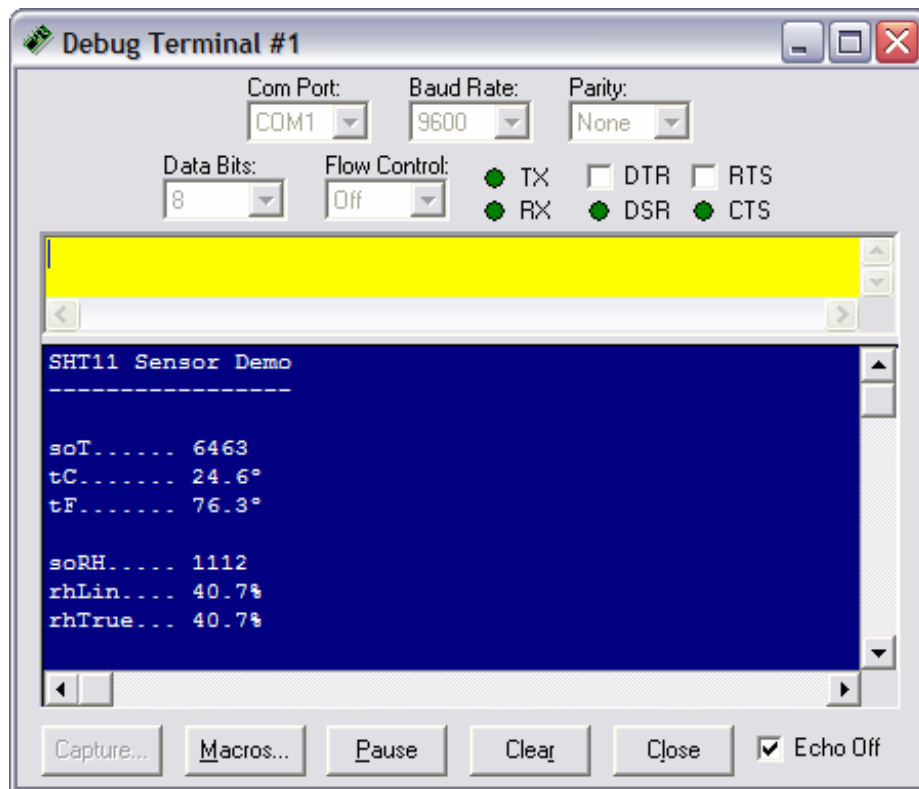 Debug Terminal #1
Com Port: Baud Rate: Parity:
COM1 9600 None
Data Bits: Flow Control:
8 Off
TX DTR RTS
RX DSR CTS
SHT11 Sensor Demo
------------------
soT...... 6463
tC....... 24.6°
tF....... 76.3°
soRH..... 1112
rhLin.... 40.7%
rhTrue... 40.7%
Capture... Macros... Pause Clear Close Echo Off